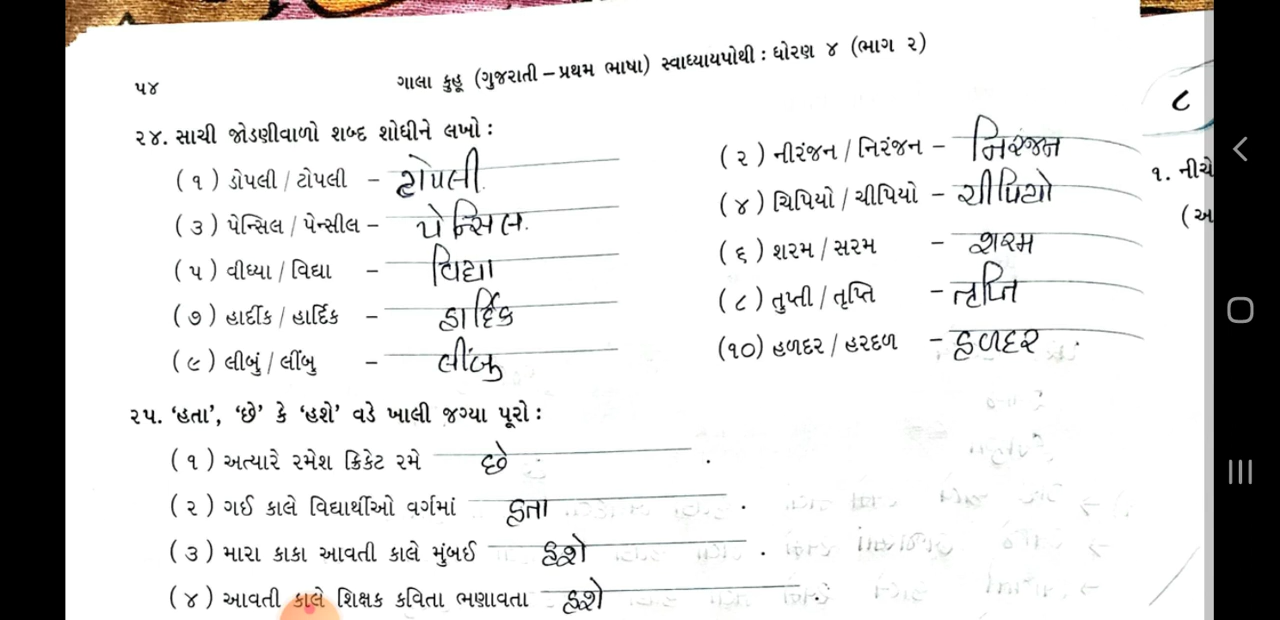 ૫૪ ગાલા કુહૂ (ગુજરાતી – પ્રથમ ભાષા) સ્વાધ્યાયપોથી : ધોરણ ૪ (ભાગ ૨)
૨૪. સાચી જોડણીવાળો શબ્દ શોધીને લખો :
(૧) ડોપલી / ટોપલી – ટોપલી.
(૨) નીરંજન / નિરંજન – નિરંજન
(૩) પેન્સિલ / પેન્સીલ – પેન્સિલ.
(૪) ચિપિયો / ચીપિયો – ચીપિયો
(૫) વીધ્યા / વિદ્યા – વિદ્યા
(૬) શરમ / સરમ – શરમ
(૭) હાર્દીક / હાર્દિક – હાર્દિક
(૮) તુપ્તી / તૃપ્તિ – તૃપ્તિ
(૯) લીબું / લીંબુ – લીંબુ
(૧૦) હળદર / હરદળ – હળદર
૨૫. ‘હતા’, ‘છે’ કે ‘હશે’ વડે ખાલી જગ્યા પૂરો :
(૧) અત્યારે રમેશ ક્રિકેટ રમે છે .
(૨) ગઈ કાલે વિદ્યાર્થીઓ વર્ગમાં હતા .
(૩) મારા કાકા આવતી કાલે મુંબઈ હશે .
(૪) આવતી કાલે શિક્ષક કવિતા ભણાવતા હશે .
૮
૧. નીચે
(અ